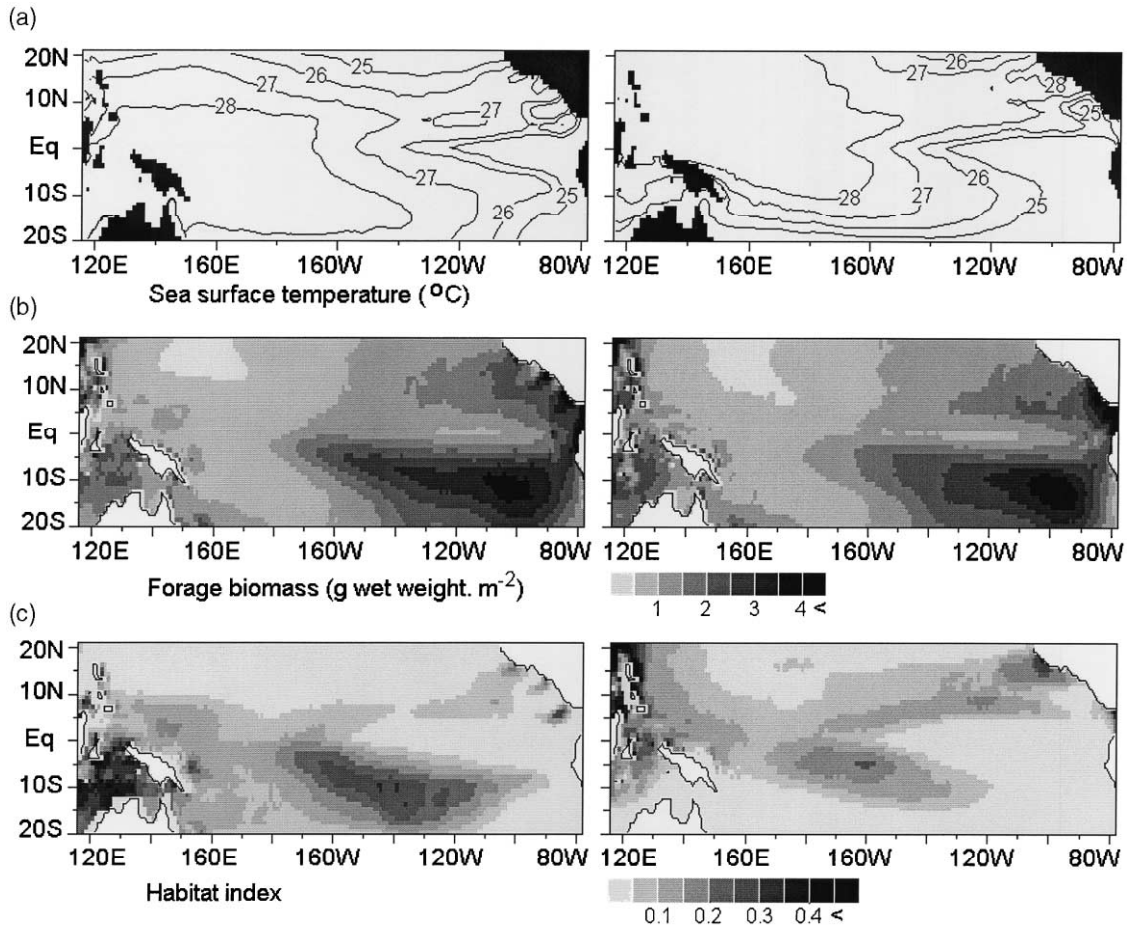 (a)
20N
10N
Eq
10S
20S
25
26
27
28
27
27
26
25
26
27
28
25
28
27
26
25
120E 160E 160W 120W 80W
120E 160E 160W 120W 80W
Sea surface temperature (°C)
(b)
20N
10N
Eq
10S
20S
120E 160E 160W 120W 80W
120E 160E 160W 120W 80W
Forage biomass (g wet weight. m⁻²)
1 2 3 4 <
(c)
20N
10N
Eq
10S
20S
120E 160E 160W 120W 80W
120E 160E 160W 120W 80W
Habitat index
0.1 0.2 0.3 0.4 <